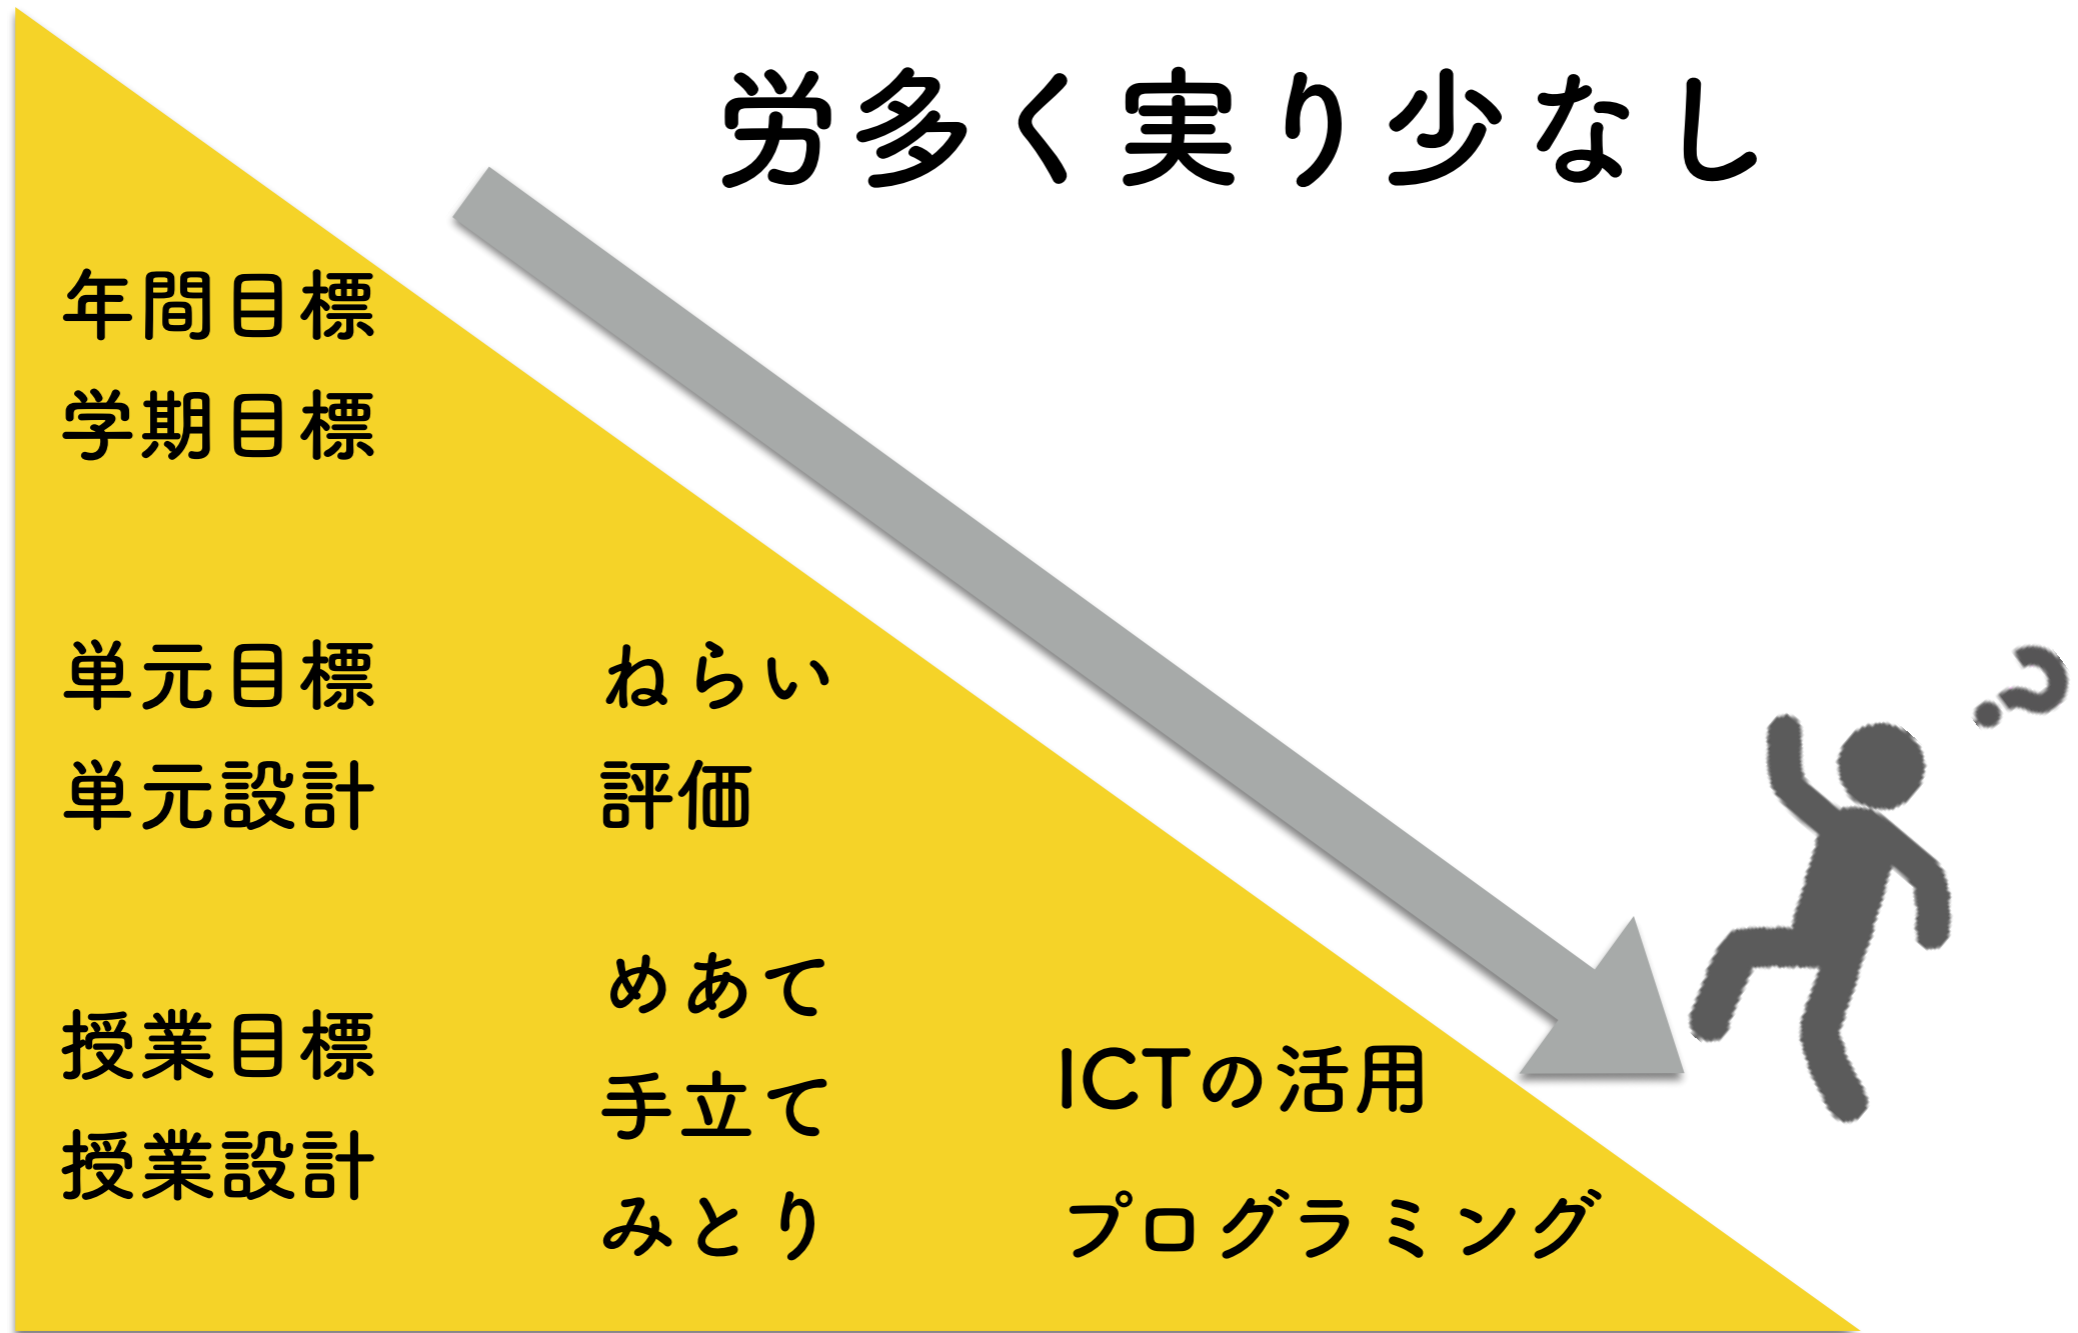 労多く実り少なし
年間目標
学期目標
単元目標
単元設計
ねらい
評価
授業目標
授業設計
めあて
手立て
みとり
ICTの活用
プログラミング
?